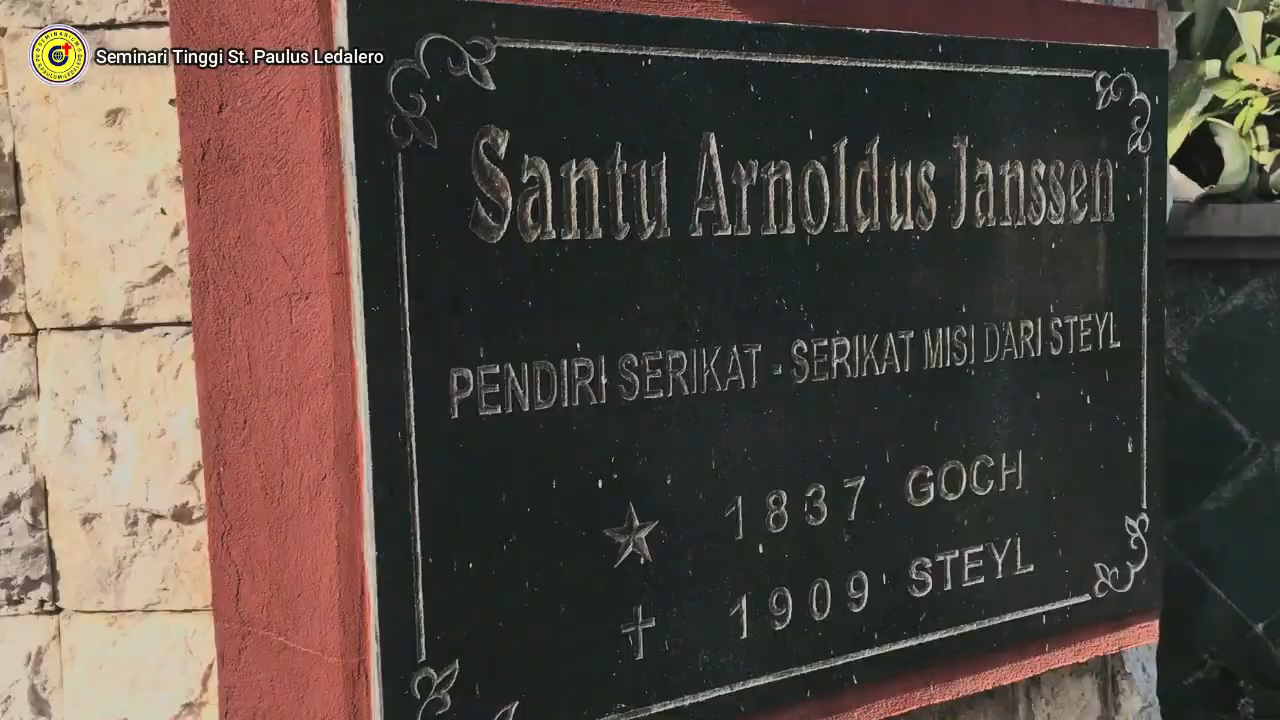 Seminari Tinggi St. Paulus Ledalero
Santu Arnoldus Janssen
PENDIRI SERIKAT - SERIKAT MISI DARI STEYL
1837 GOCH
1909 STEYL